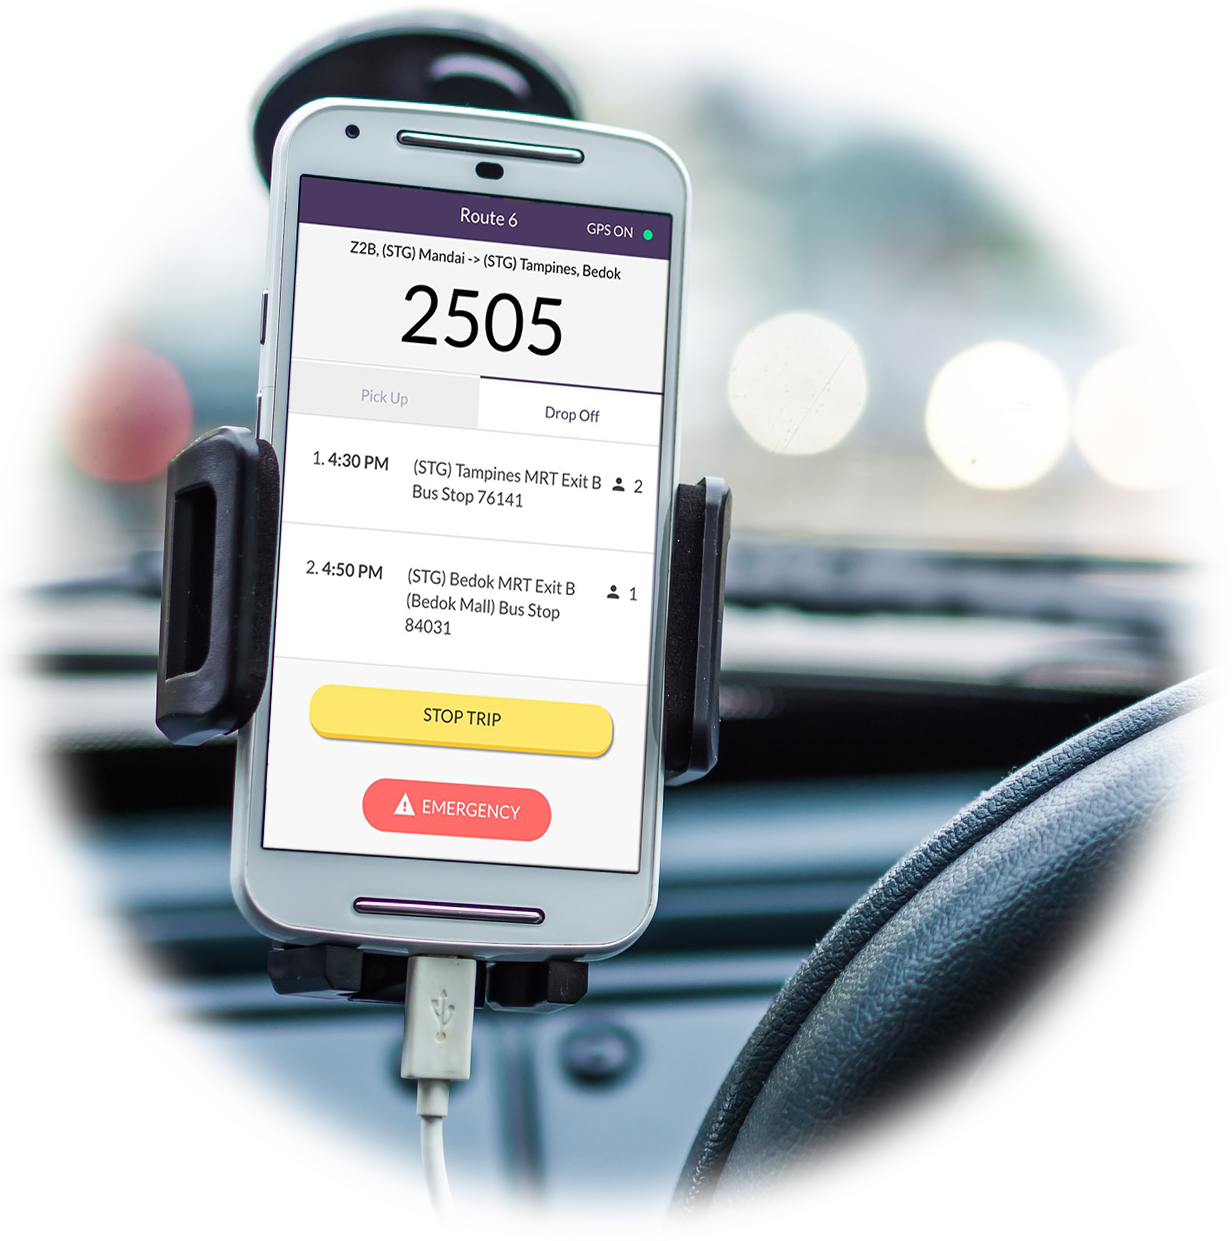 Route 6
GPS ON
Z2B, (STG) Mandai -> (STG) Tampines, Bedok
2505
Pick Up
Drop Off
1. 4:30 PM
(STG) Tampines MRT Exit B
Bus Stop 76141
2
2. 4:50 PM
(STG) Bedok MRT Exit B
(Bedok Mall) Bus Stop
84031
1
STOP TRIP
EMERGENCY